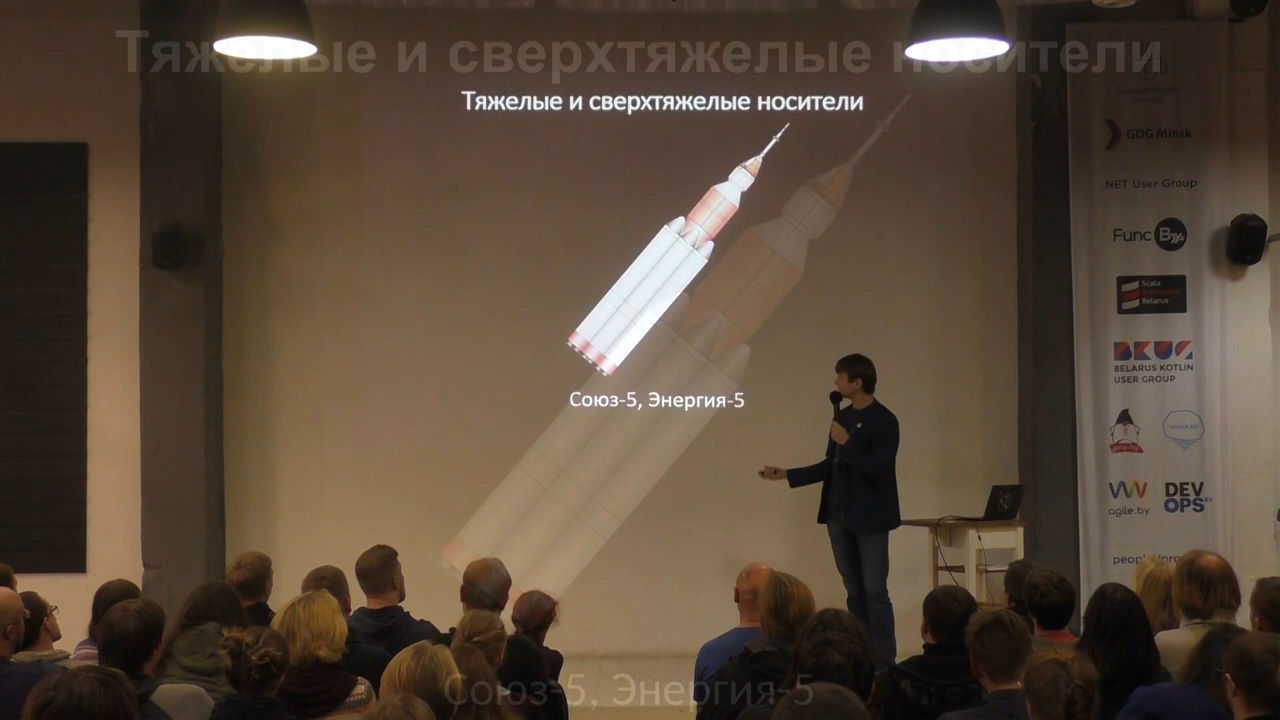 Тяжелые и сверхтяжелые носители
Тяжелые и сверхтяжелые носители
Союз-5, Энергия-5
Союз-5, Энергия-5
GDG Minsk
.NET User Group
Func By
Scala
Belarus
BKUG
BELARUS KOTLIN
USER GROUP
agile.by
DEV
OPS BY